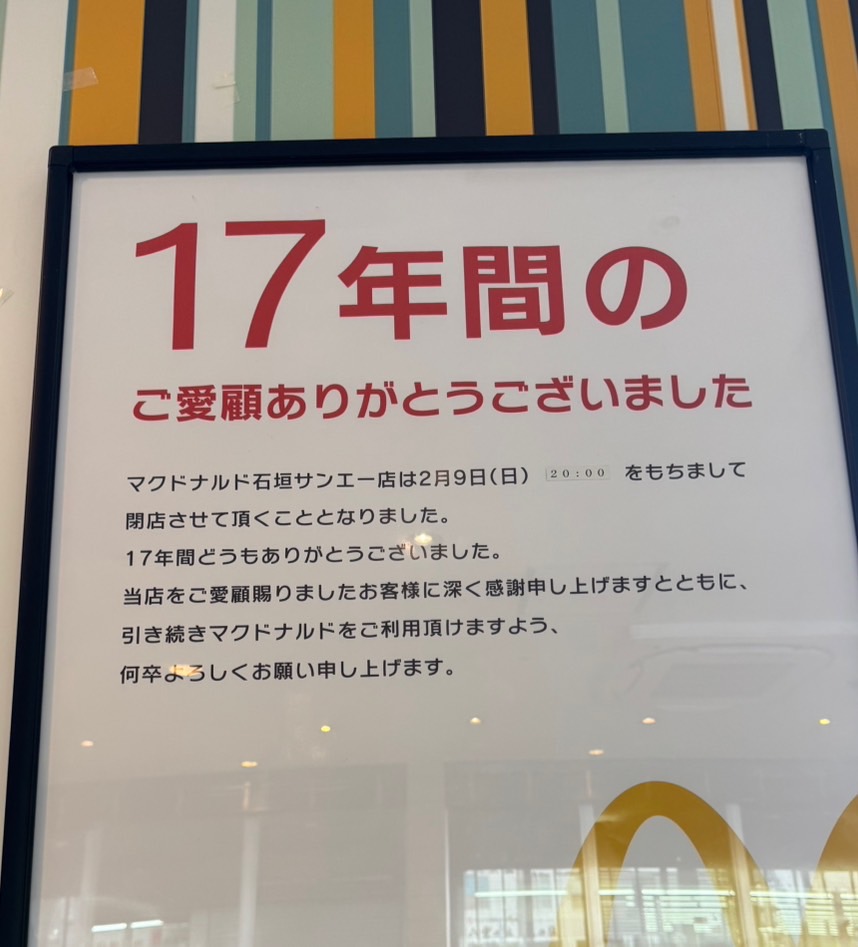 17年間の
ご愛顧ありがとうございました
マクドナルド石垣サンエー店は2月9日(日) 20:00 をもちまして
閉店させて頂くこととなりました。
17年間どうもありがとうございました。
当店をご愛顧賜りましたお客様に深く感謝申し上げますとともに、
引き続きマクドナルドをご利用頂けますよう、
何卒よろしくお願い申し上げます。